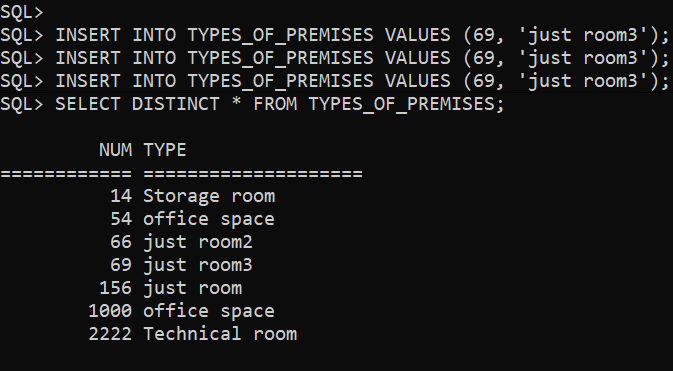 SQL>
SQL> INSERT INTO TYPES_OF_PREMISES VALUES (69, 'just room3');
SQL> INSERT INTO TYPES_OF_PREMISES VALUES (69, 'just room3');
SQL> INSERT INTO TYPES_OF_PREMISES VALUES (69, 'just room3');
SQL> SELECT DISTINCT * FROM TYPES_OF_PREMISES;
NUM TYPE
============ ====================
14 Storage room
54 office space
66 just room2
69 just room3
156 just room
1000 office space
2222 Technical room